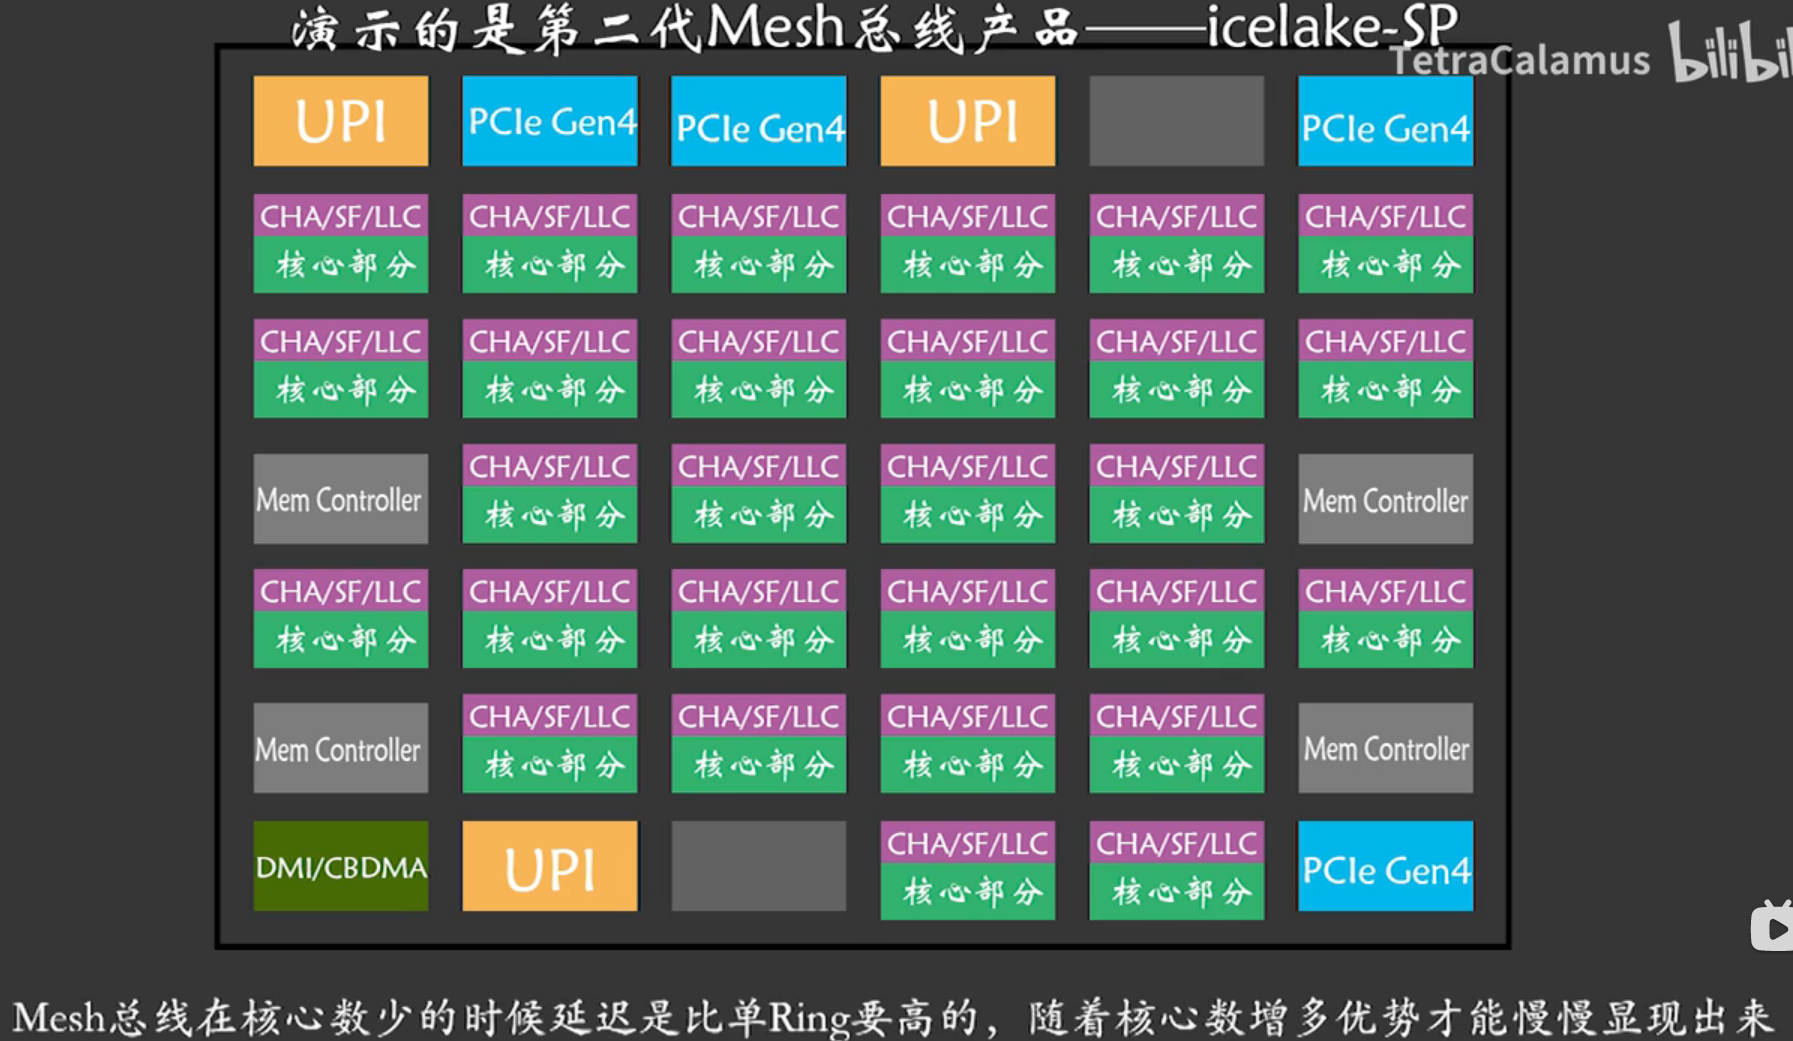 演示的是第二代Mesh总线产品——icelake-SP
TetraCalamus bilibili
UPI PCIe Gen4 PCIe Gen4 UPI PCIe Gen4
CHA/SF/LLC CHA/SF/LLC CHA/SF/LLC CHA/SF/LLC CHA/SF/LLC CHA/SF/LLC
核心部分 核心部分 核心部分 核心部分 核心部分 核心部分
CHA/SF/LLC CHA/SF/LLC CHA/SF/LLC CHA/SF/LLC CHA/SF/LLC CHA/SF/LLC
核心部分 核心部分 核心部分 核心部分 核心部分 核心部分
CHA/SF/LLC CHA/SF/LLC CHA/SF/LLC CHA/SF/LLC
Mem Controller 核心部分 核心部分 核心部分 核心部分 Mem Controller
CHA/SF/LLC CHA/SF/LLC CHA/SF/LLC CHA/SF/LLC CHA/SF/LLC CHA/SF/LLC
核心部分 核心部分 核心部分 核心部分 核心部分 核心部分
CHA/SF/LLC CHA/SF/LLC CHA/SF/LLC CHA/SF/LLC
Mem Controller 核心部分 核心部分 核心部分 核心部分 Mem Controller
CHA/SF/LLC CHA/SF/LLC
DMI/CBDMA UPI 核心部分 核心部分 PCIe Gen4
Mesh总线在核心数少的时候延迟是比单Ring要高的，随着核心数增多优势才能慢慢显现出来